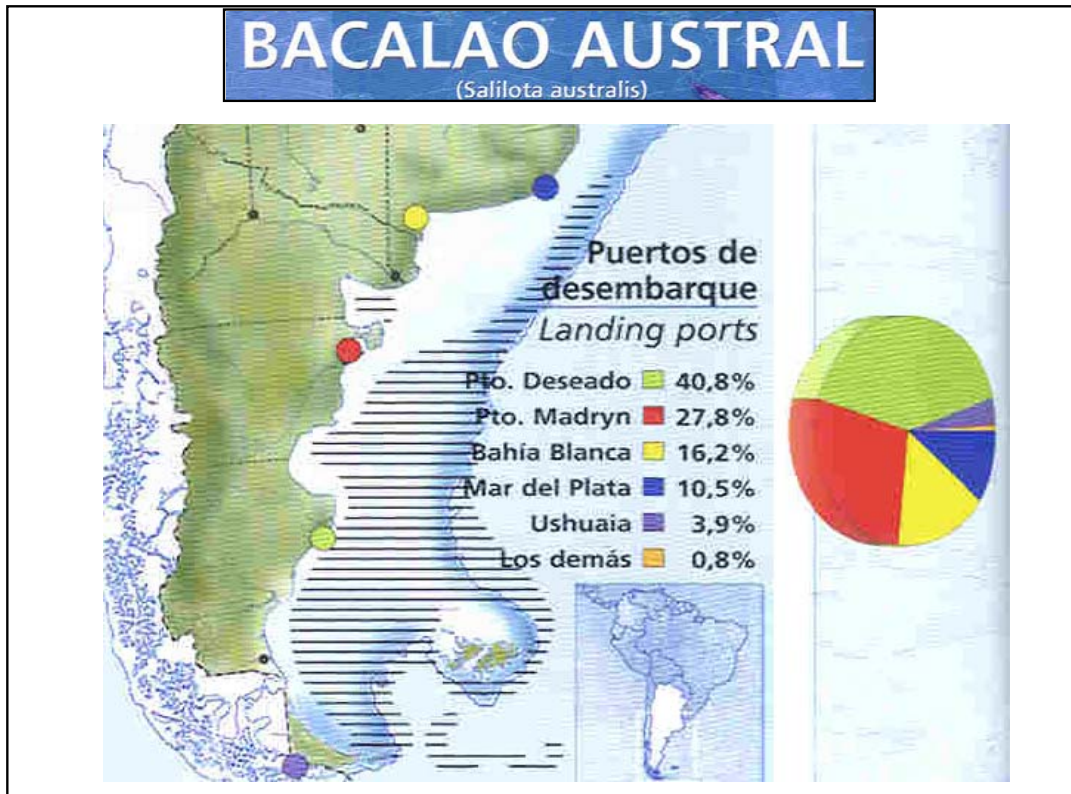 BACALAO AUSTRAL
(Salilota australis)
Puertos de
desembarque
Landing ports
Pto. Deseado 40,8%
Pto. Madryn 27,8%
Bahía Blanca 16,2%
Mar del Plata 10,5%
Ushuaia 3,9%
Los demás 0,8%